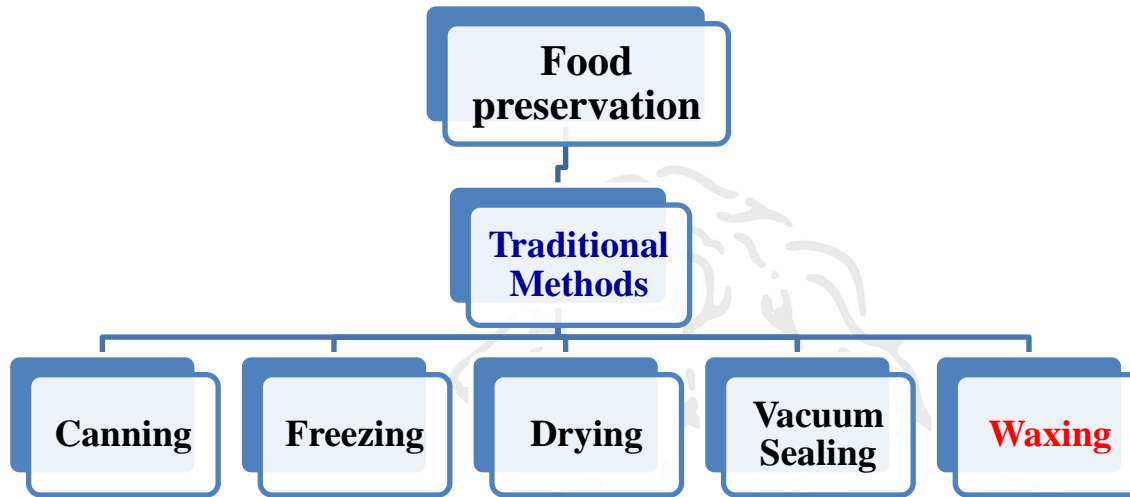 Food
preservation
Traditional
Methods
Canning
Freezing
Drying
Vacuum
Sealing
Waxing